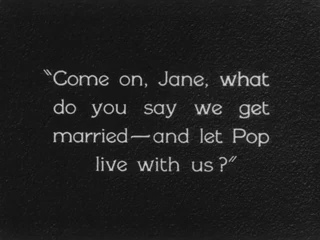 "Come on, Jane, what
do you say we get
married—and let Pop
live with us?"